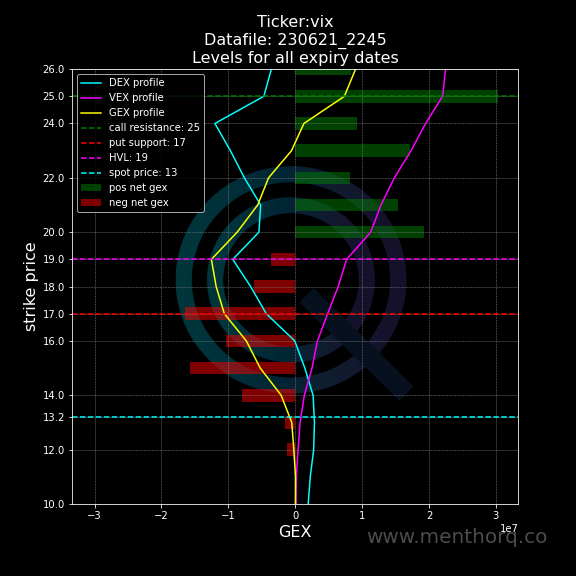 Ticker:vix
Datafile: 230621_2245
Levels for all expiry dates
DEX profile
VEX profile
GEX profile
call resistance: 25
put support: 17
HVL: 19
spot price: 13
pos net gex
neg net gex
strike price
26.0
25.0
24.0
22.0
20.0
19.0
18.0
17.0
16.0
14.0
13.2
12.0
10.0
−3
−2
−1
0
1
2
3
1e7
GEX
www.menthorq.co